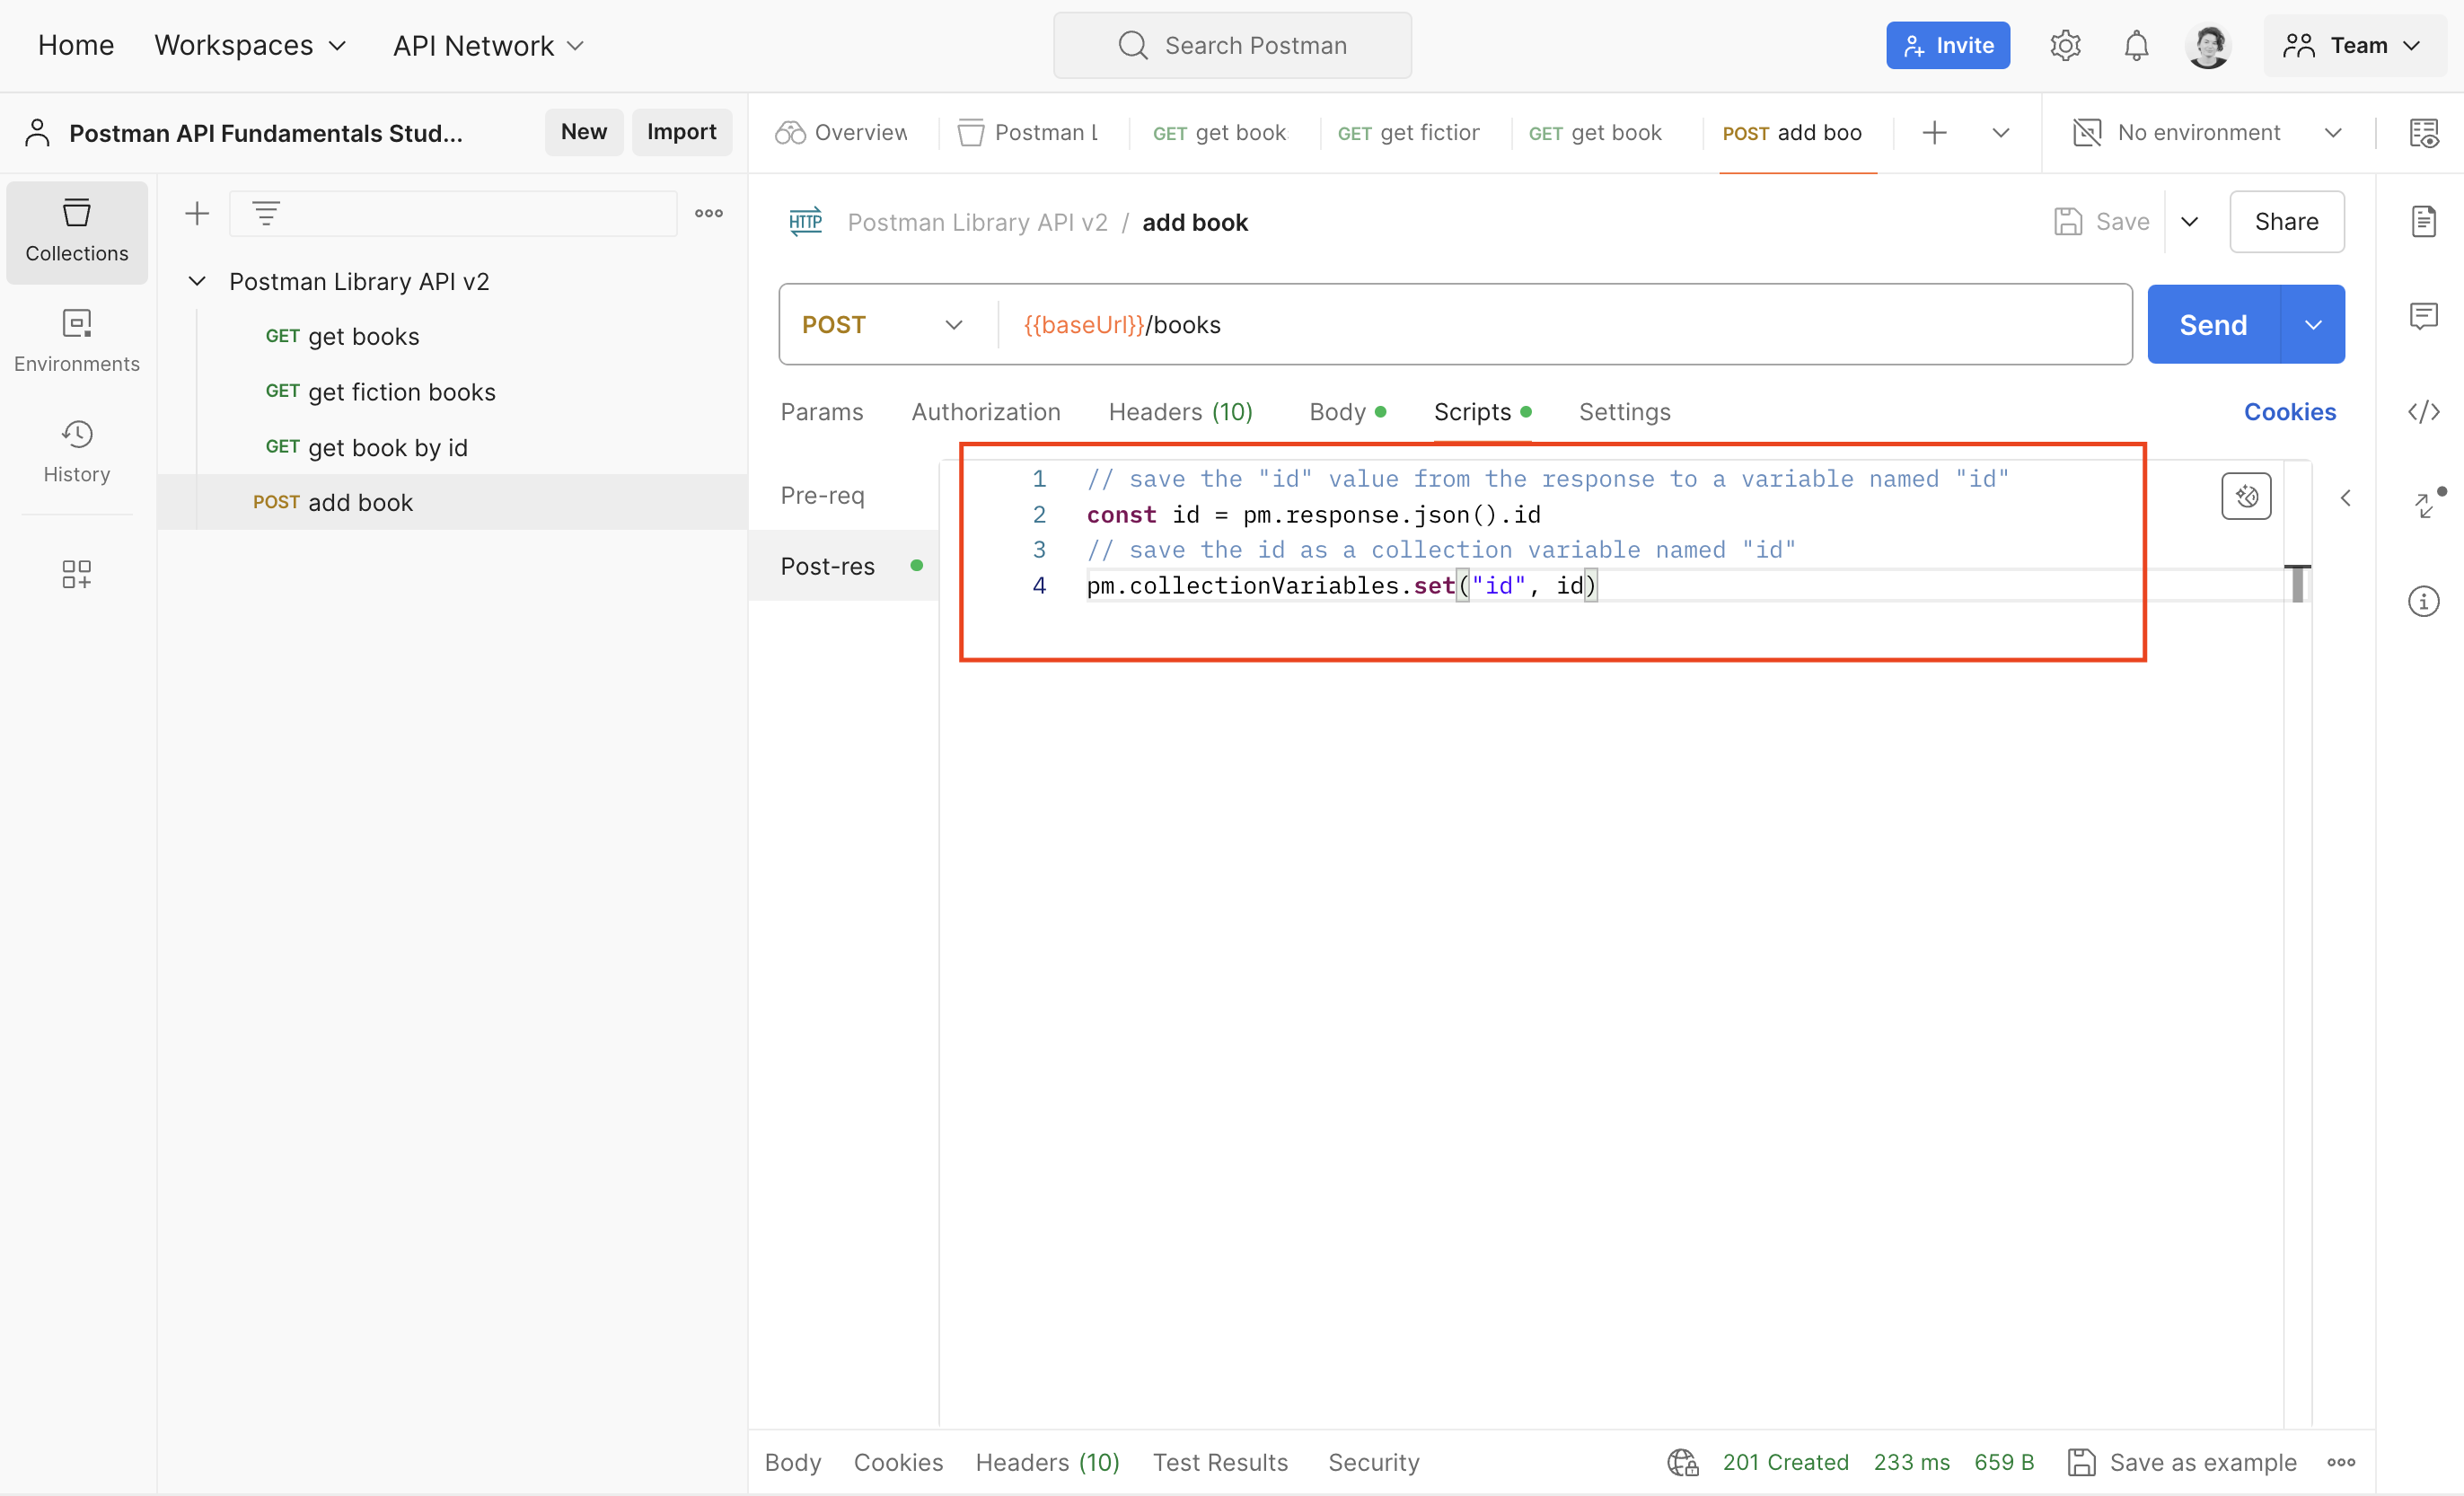 Home Workspaces API Network Search Postman Invite Team
Postman API Fundamentals Stud... New Import Overview Postman L GET get book GET get fiction GET get book POST add boo No environment
Collections
Environments
History
Postman Library API v2
GET get books
GET get fiction books
GET get book by id
POST add book
HTTP Postman Library API v2 / add book Save Share
POST {{baseUrl}}/books Send
Params Authorization Headers (10) Body Scripts Settings Cookies
Pre-req
Post-res
1 // save the "id" value from the response to a variable named "id"
2 const id = pm.response.json().id
3 // save the id as a collection variable named "id"
4 pm.collectionVariables.set("id", id)
Body Cookies Headers (10) Test Results Security 201 Created 233 ms 659 B Save as example